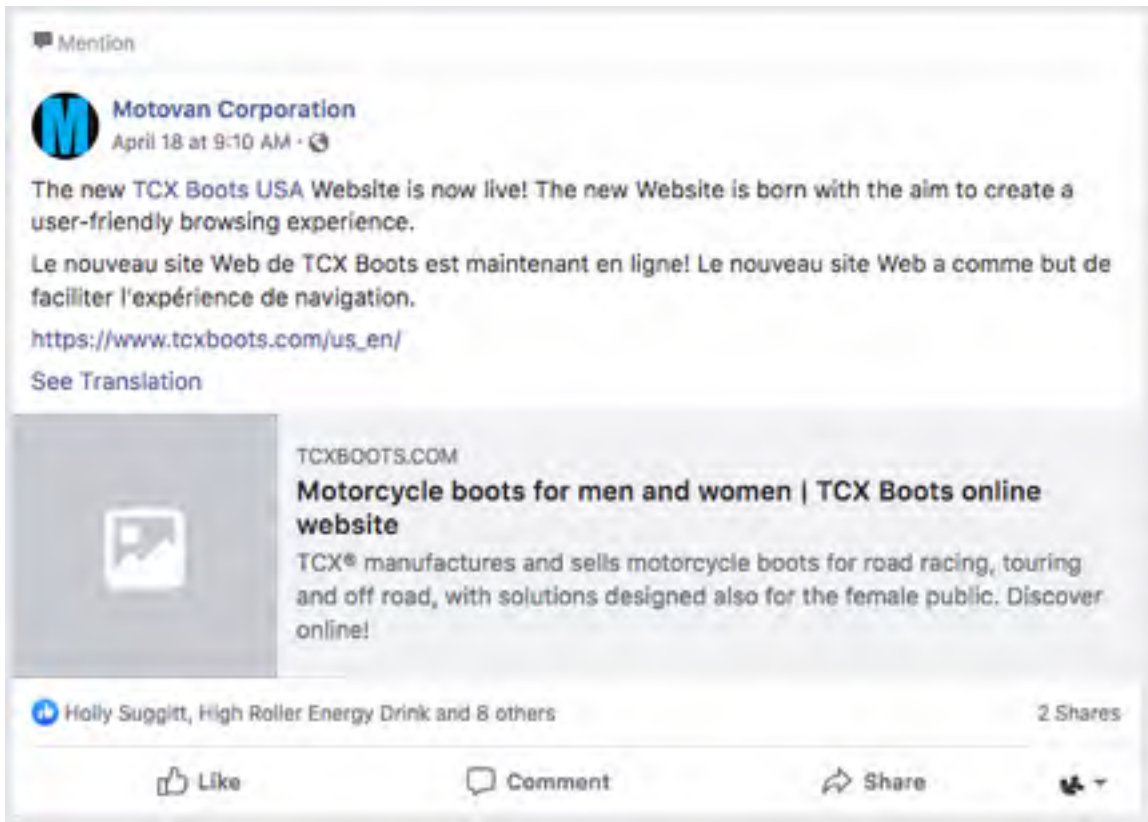 Mention
Motovan Corporation
April 18 at 9:10 AM ·
The new TCX Boots USA Website is now live! The new Website is born with the aim to create a
user-friendly browsing experience.
Le nouveau site Web de TCX Boots est maintenant en ligne! Le nouveau site Web a comme but de
faciliter l'expérience de navigation.
https://www.tcxboots.com/us_en/
See Translation
TCXBOOTS.COM
Motorcycle boots for men and women | TCX Boots online
website
TCX® manufactures and sells motorcycle boots for road racing, touring
and off road, with solutions designed also for the female public. Discover
online!
Holly Suggitt, High Roller Energy Drink and 8 others 2 Shares
Like Comment Share